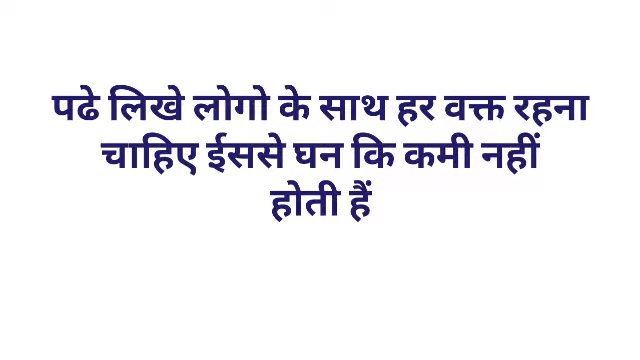 पढे लिखे लोगो के साथ हर वक्त रहना
चाहिए ईससे घन कि कमी नहीं
होती हैं